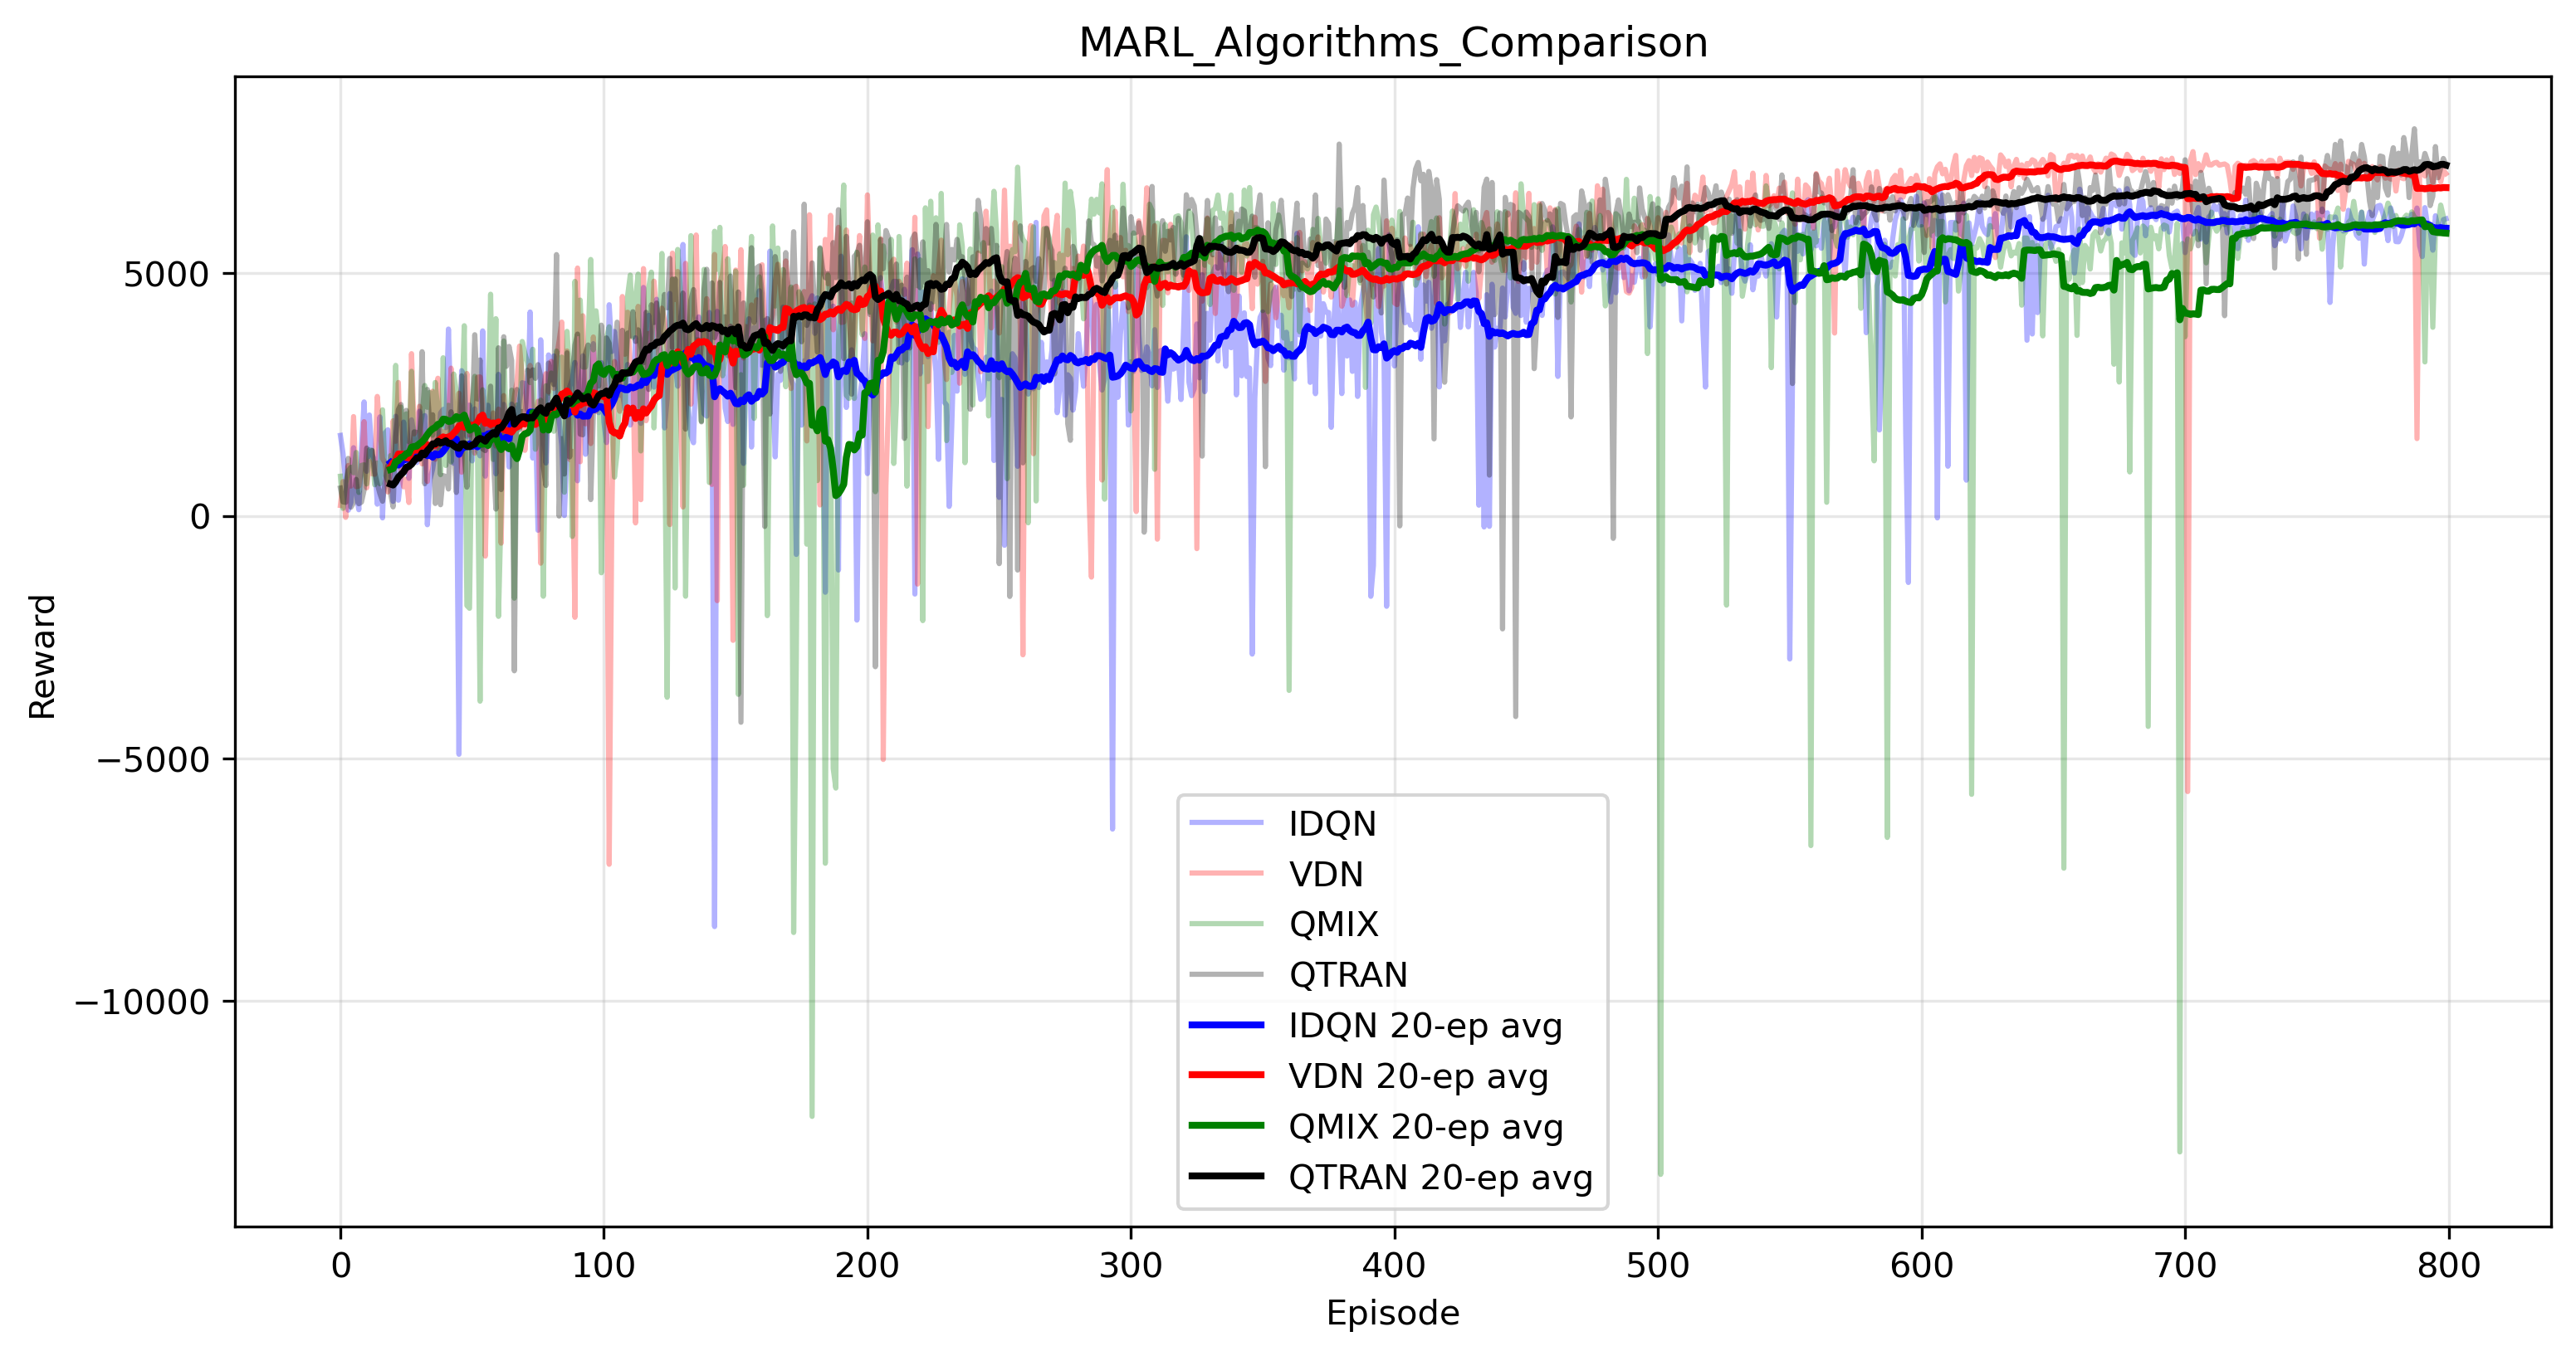 MARL_Algorithms_Comparison
Reward
5000
0
−5000
−10000
IDQN
VDN
QMIX
QTRAN
IDQN 20-ep avg
VDN 20-ep avg
QMIX 20-ep avg
QTRAN 20-ep avg
0 100 200 300 400 500 600 700 800
Episode